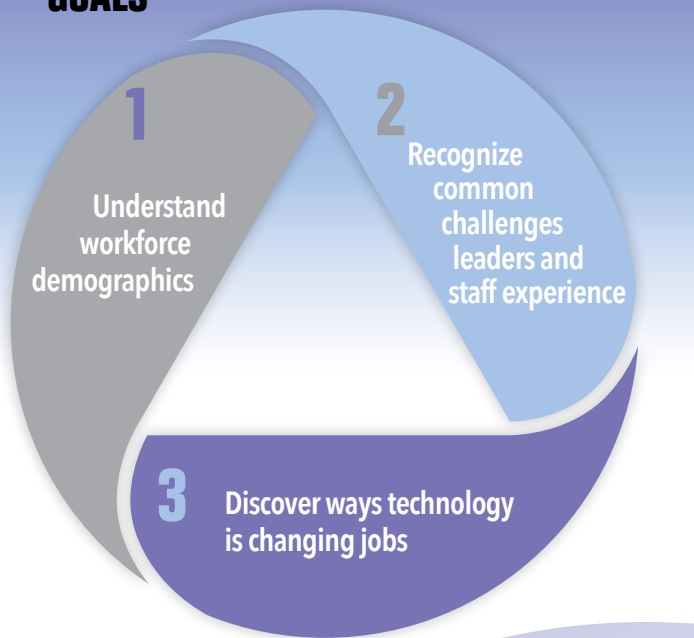 GOALS
1
Understand
workforce
demographics
2
Recognize
common
challenges
leaders and
staff experience
3
Discover ways technology
is changing jobs